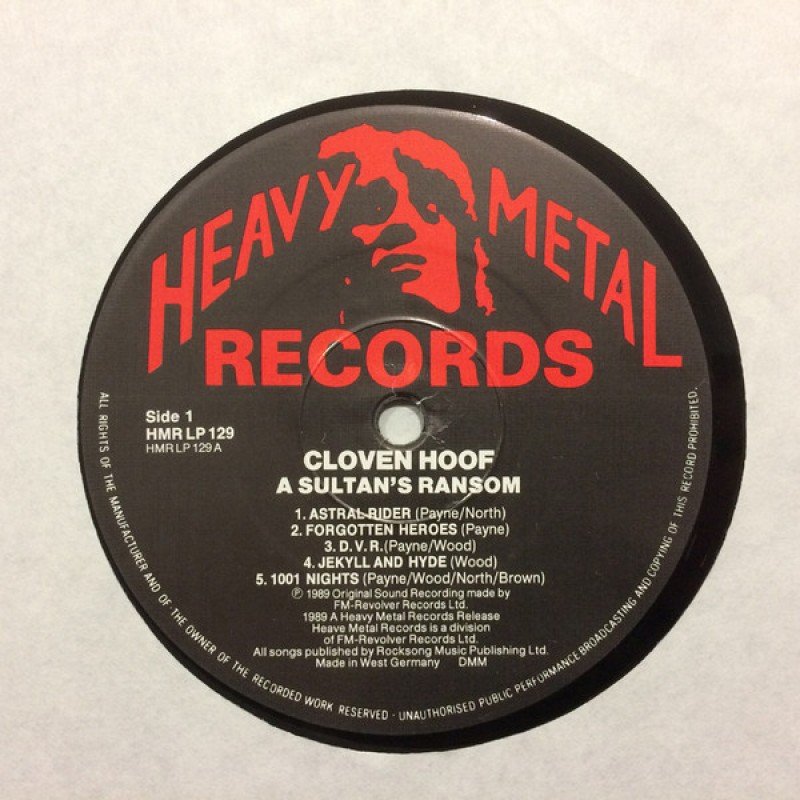 HEAVY METAL
RECORDS
Side 1
HMR LP 129
HMR LP 129 A
CLOVEN HOOF
A SULTAN'S RANSOM
1. ASTRAL RIDER (Payne/North)
2. FORGOTTEN HEROES (Payne)
3. D.V.R.(Payne/Wood)
4. JEKYLL AND HYDE (Wood)
5. 1001 NIGHTS (Payne/Wood/North/Brown)
℗ 1989 Original Sound Recording made by
FM-Revolver Records Ltd.
1989 A Heavy Metal Records Release
Heave Metal Records is a division
of FM-Revolver Records Ltd.
All songs published by Rocksong Music Publishing Ltd.
Made in West Germany DMM
ALL RIGHTS OF THE MANUFACTURER AND OF THE OWNER OF THE RECORDED WORK RESERVED - UNAUTHORISED PUBLIC PERFORMANCE BROADCASTING AND COPYING OF THIS RECORD PROHIBITED.